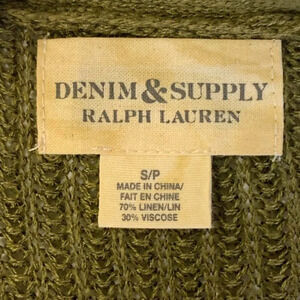 DENIM & SUPPLY
RALPH LAUREN
S/P
MADE IN CHINA/
FAIT EN CHINE
70% LINEN/LIN
30% VISCOSE